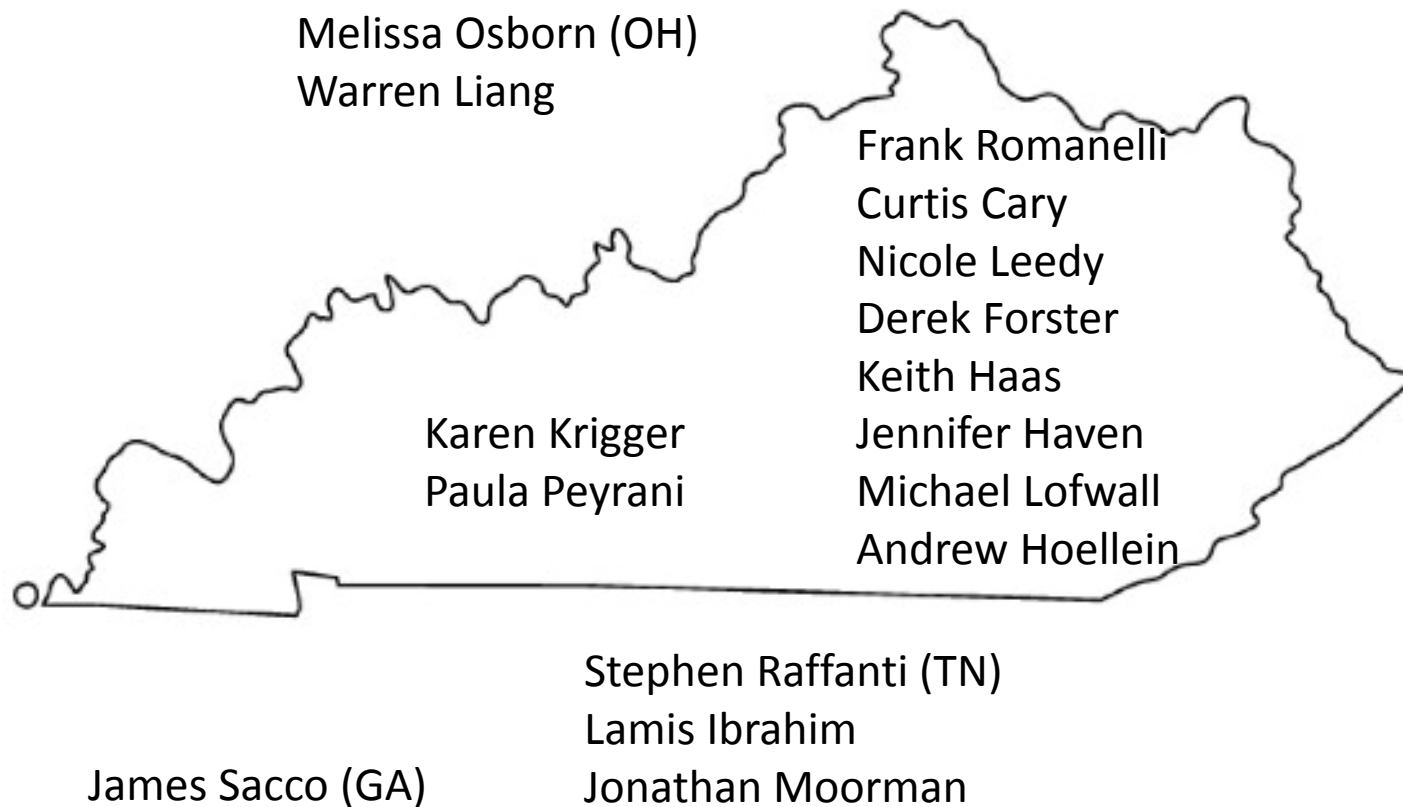 Melissa Osborn (OH)
Warren Liang
Frank Romanelli
Curtis Cary
Nicole Leedy
Derek Forster
Keith Haas
Jennifer Haven
Michael Lofwall
Andrew Hoellein
Karen Krigger
Paula Peyrani
Stephen Raffanti (TN)
Lamis Ibrahim
Jonathan Moorman
James Sacco (GA)